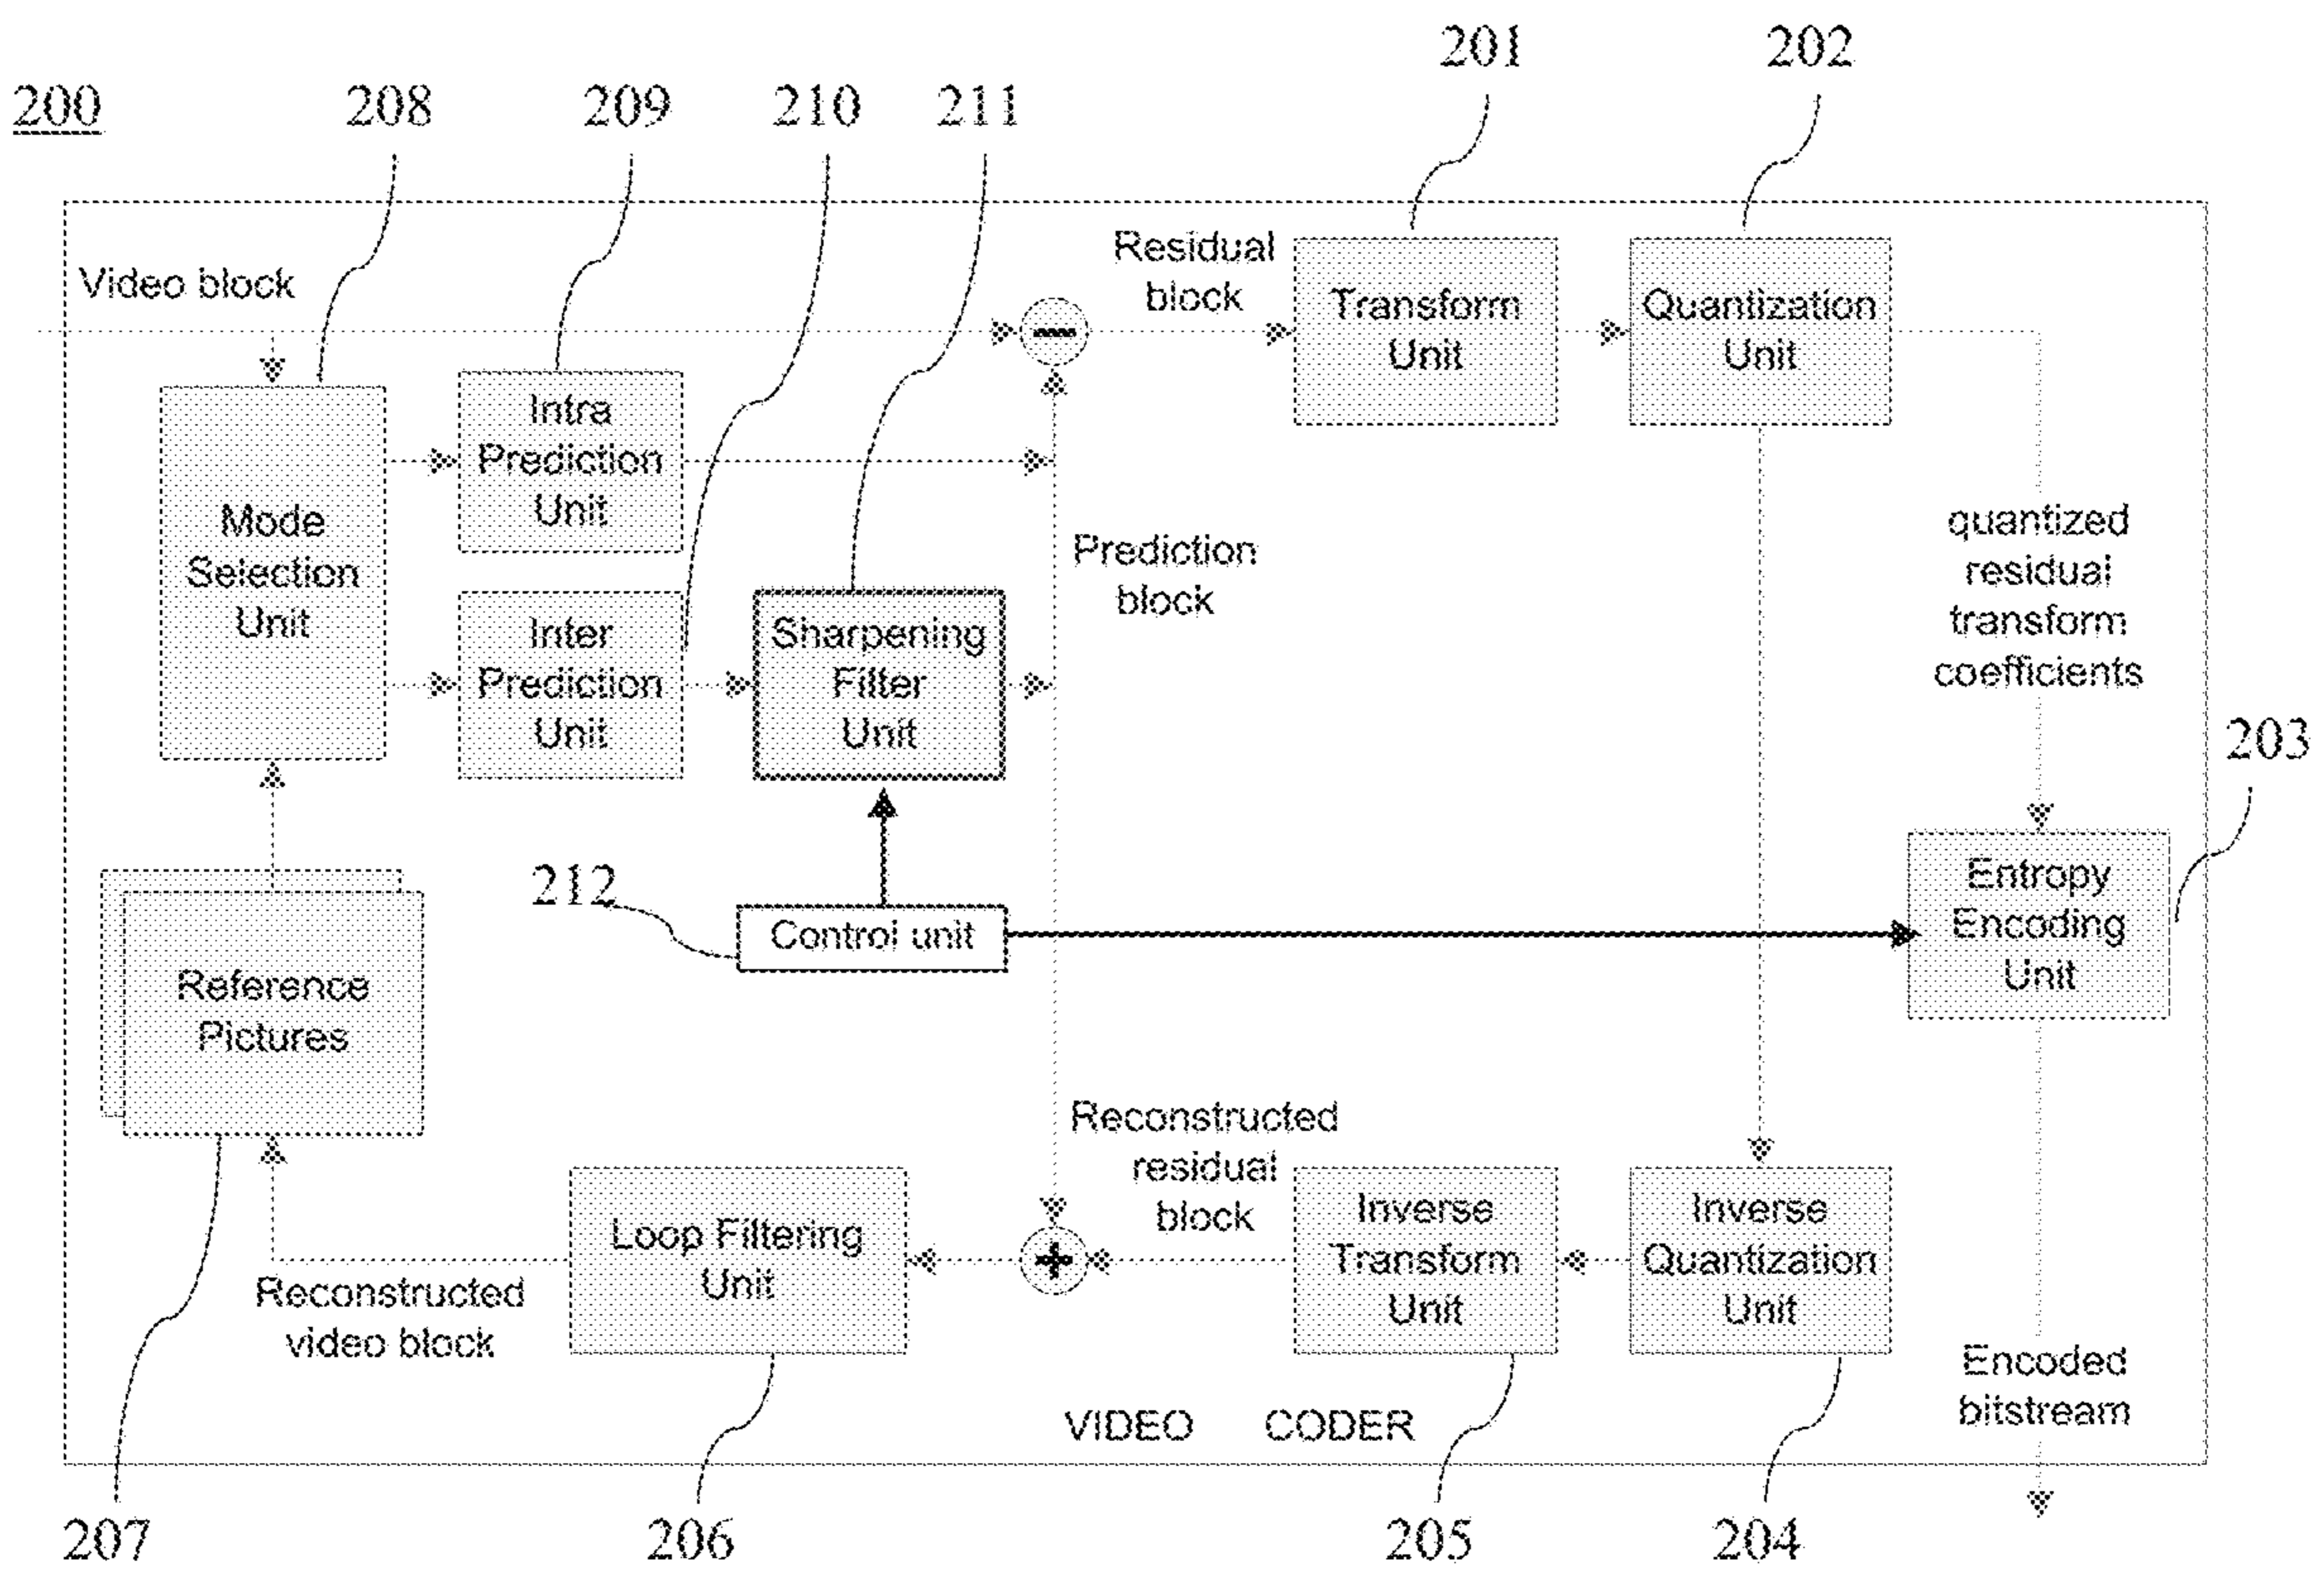 201
202
200
208
209
210
211
Video block
Residual
block
Transform
Unit
Quantization
Unit
Intra
Prediction
Unit
Mode
Selection
Unit
Prediction
block
quantized
residual
transform
coefficients
Inter
Prediction
Unit
Sharpening
Filter
Unit
203
212
Control unit
Entropy
Encoding
Unit
Reference
Pictures
Reconstructed
residual
block
Loop Filtering
Unit
Inverse
Transform
Unit
Inverse
Quantization
Unit
Reconstructed
video block
Encoded
bitstream
VIDEO CODER
207
206
205
204